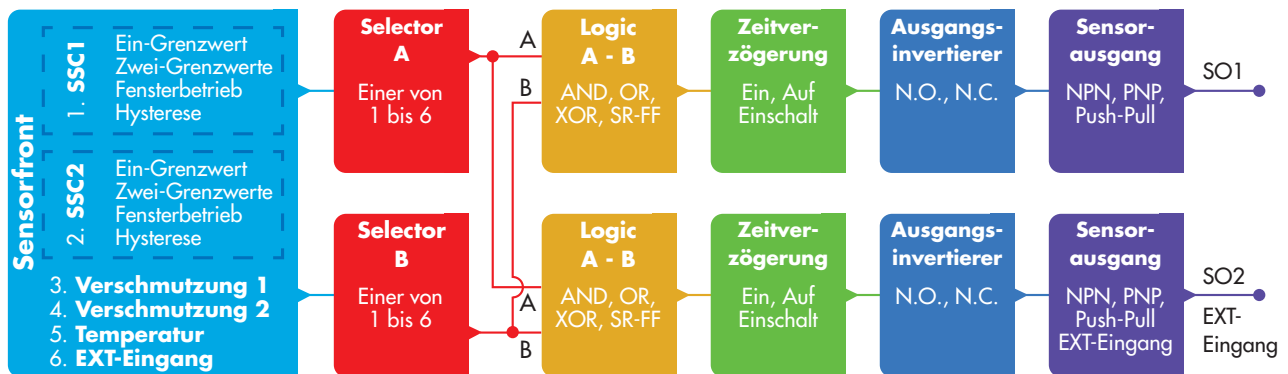 Sensorfront
1. SSC1
Ein-Grenzwert
Zwei-Grenzwerte
Fensterbetrieb
Hysterese
2. SSC2
Ein-Grenzwert
Zwei-Grenzwerte
Fensterbetrieb
Hysterese
3. Verschmutzung 1
4. Verschmutzung 2
5. Temperatur
6. EXT-Eingang
Selector
A
Einer von
1 bis 6
A
B
Logic
A - B
AND, OR,
XOR, SR-FF
Zeitver-
zögerung
Ein, Auf
Einschalt
Ausgangs-
invertierer
N.O., N.C.
Sensor-
ausgang
NPN, PNP,
Push-Pull
SO1
Selector
B
Einer von
1 bis 6
A
B
Logic
A - B
AND, OR,
XOR, SR-FF
Zeitver-
zögerung
Ein, Auf
Einschalt
Ausgangs-
invertierer
N.O., N.C.
Sensor-
ausgang
NPN, PNP,
Push-Pull
EXT-Eingang
SO2
EXT-
Eingang